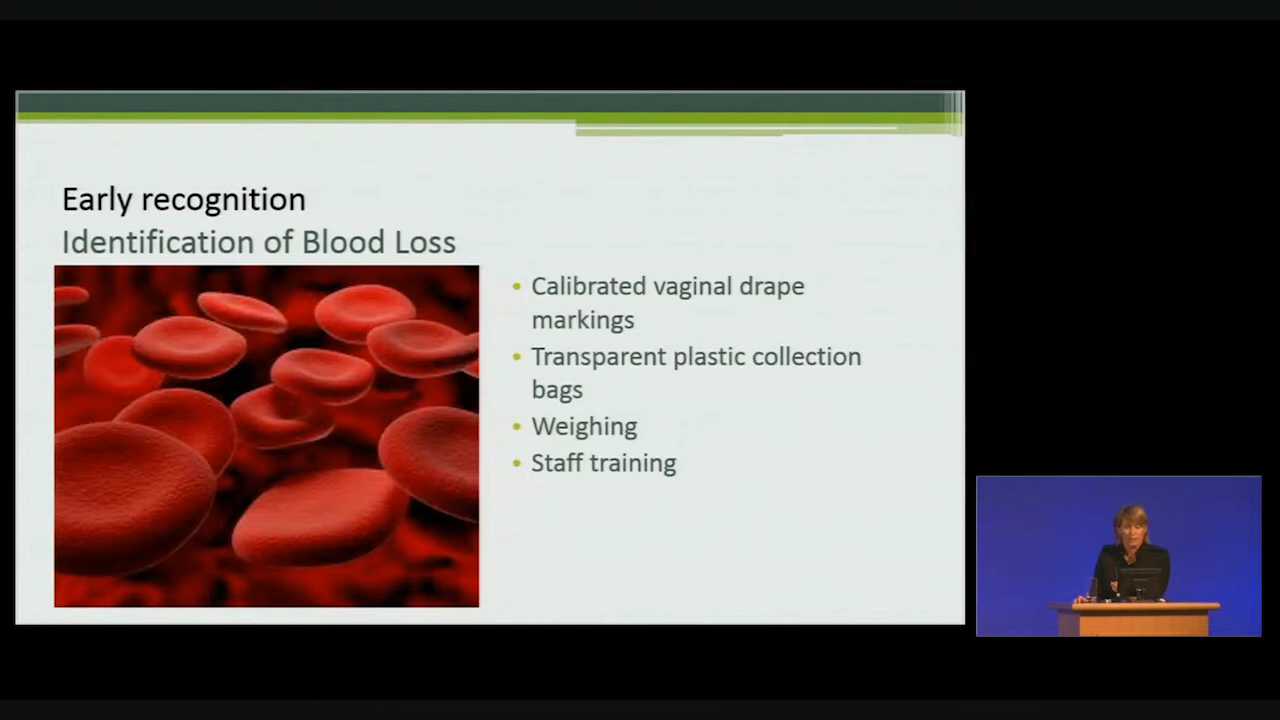 Early recognition
Identification of Blood Loss
• Calibrated vaginal drape
markings
• Transparent plastic collection
bags
• Weighing
• Staff training